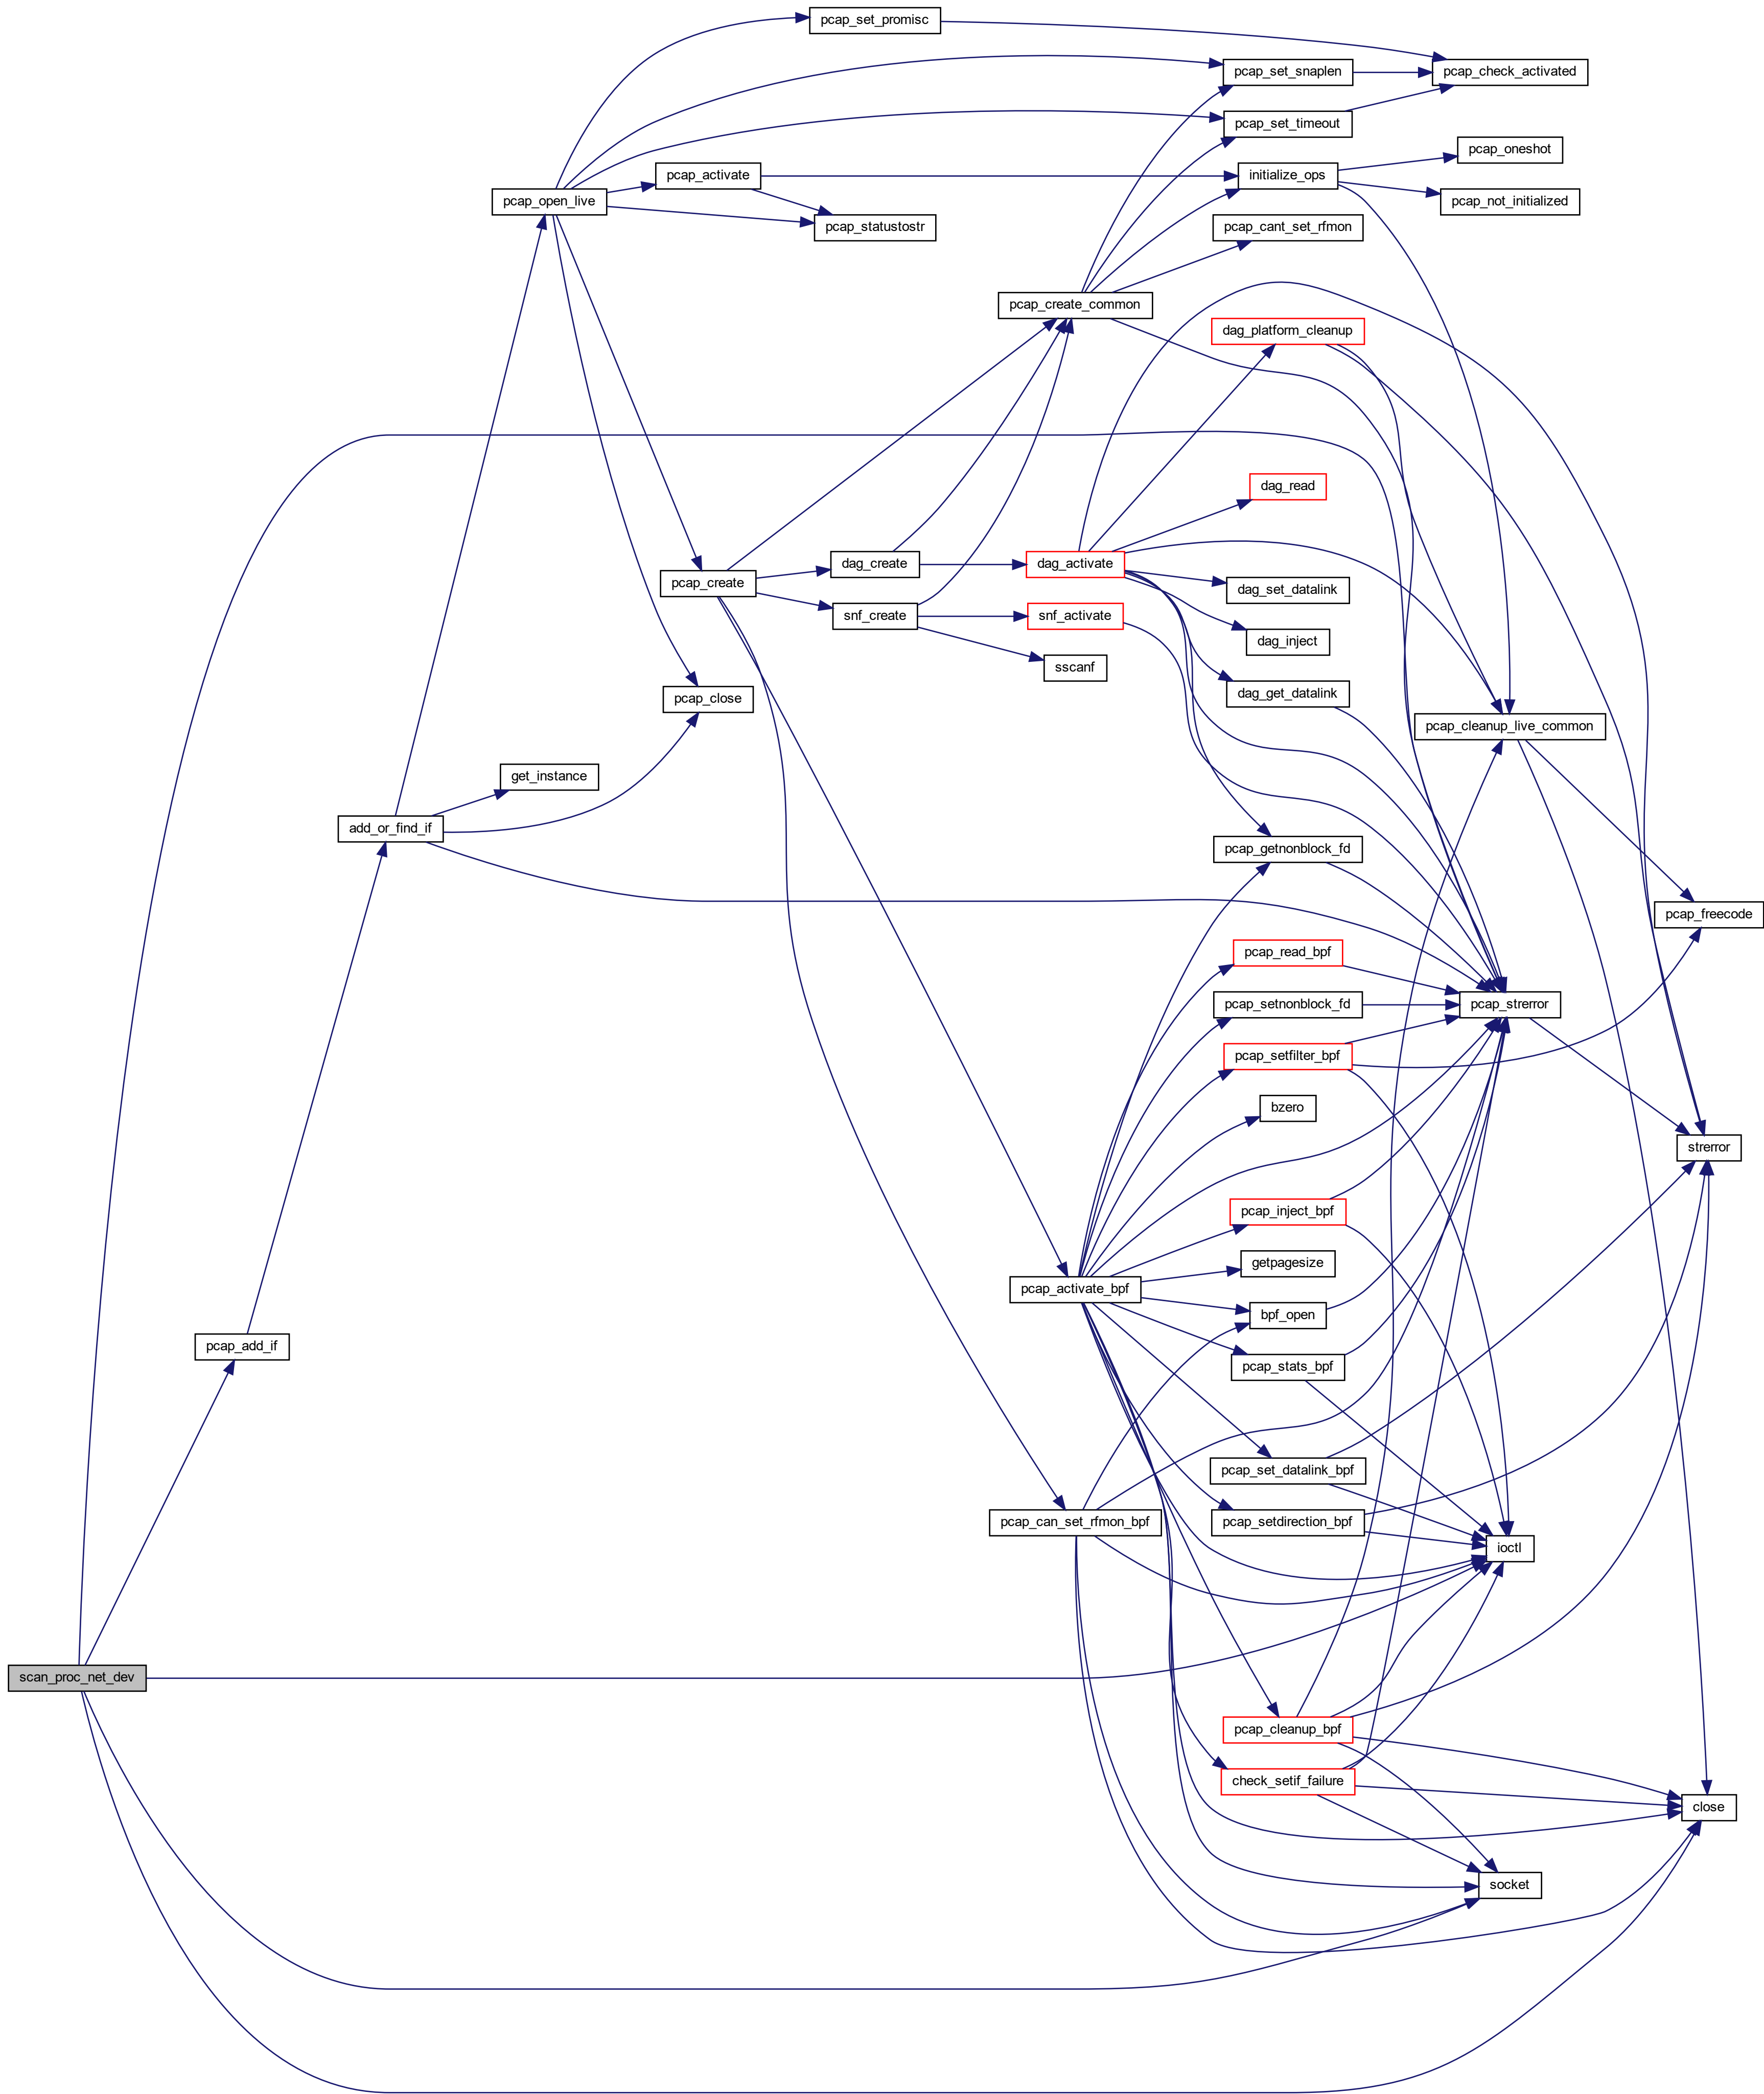 pcap_set_promisc
pcap_set_snaplen
pcap_check_activated
pcap_set_timeout
pcap_oneshot
pcap_activate
initialize_ops
pcap_open_live
pcap_not_initialized
pcap_statustostr
pcap_cant_set_rfmon
pcap_create_common
dag_platform_cleanup
dag_read
dag_create
dag_activate
pcap_create
dag_set_datalink
snf_create
snf_activate
dag_inject
sscanf
pcap_close
dag_get_datalink
pcap_cleanup_live_common
get_instance
add_or_find_if
pcap_getnonblock_fd
pcap_freecode
pcap_read_bpf
pcap_setnonblock_fd
pcap_strerror
pcap_setfilter_bpf
bzero
strerror
pcap_inject_bpf
getpagesize
pcap_activate_bpf
bpf_open
pcap_add_if
pcap_stats_bpf
pcap_set_datalink_bpf
pcap_can_set_rfmon_bpf
pcap_setdirection_bpf
ioctl
scan_proc_net_dev
pcap_cleanup_bpf
check_setif_failure
close
socket